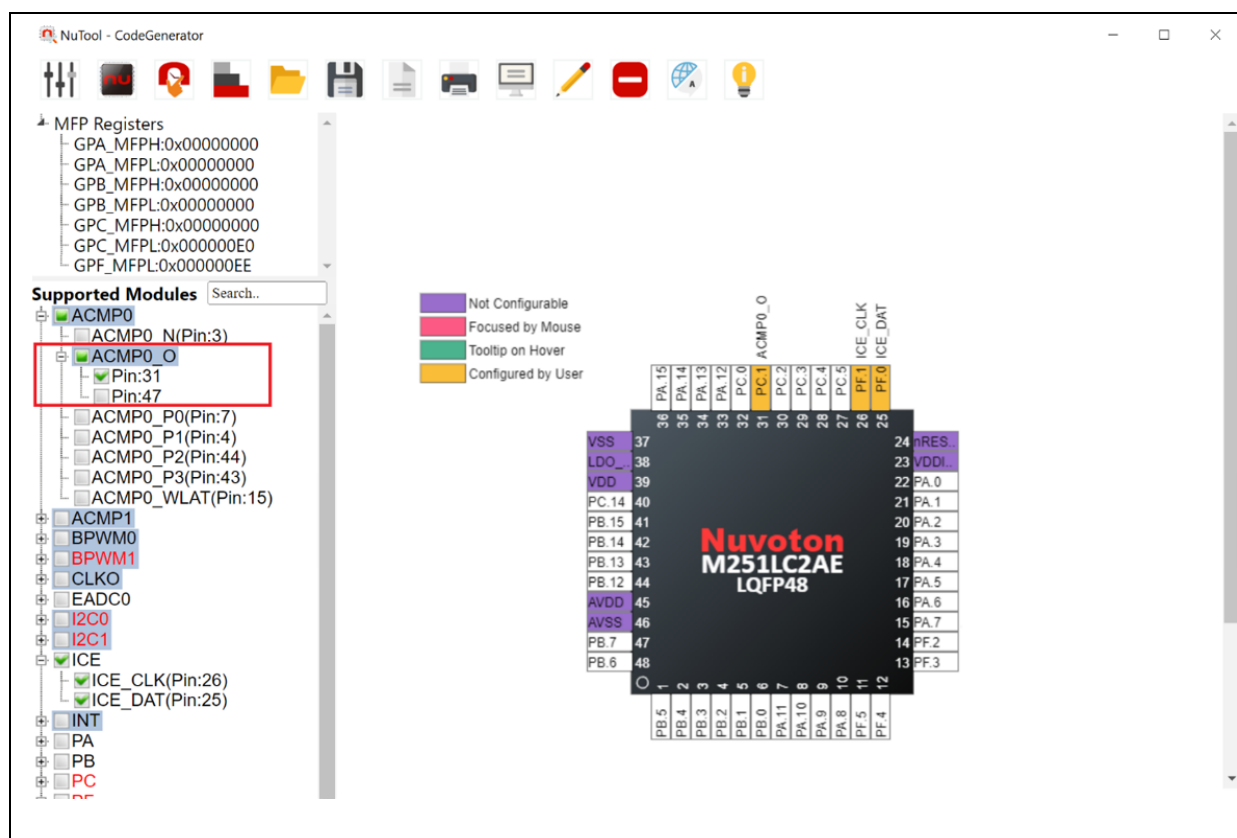 NuTool - CodeGenerator
MFP Registers
GPA_MFPH:0x00000000
GPA_MFPL:0x00000000
GPB_MFPH:0x00000000
GPB_MFPL:0x00000000
GPC_MFPH:0x00000000
GPC_MFPL:0x000000E0
GPF_MFPL:0x000000EE
Supported Modules Search..
ACMP0
ACMP0_N(Pin:3)
ACMP0_O
Pin:31
Pin:47
ACMP0_P0(Pin:7)
ACMP0_P1(Pin:4)
ACMP0_P2(Pin:44)
ACMP0_P3(Pin:43)
ACMP0_WLAT(Pin:15)
ACMP1
BPWM0
BPWM1
CLKO
EADC0
I2C0
I2C1
ICE
ICE_CLK(Pin:26)
ICE_DAT(Pin:25)
INT
PA
PB
PC
Not Configurable
Focused by Mouse
Tooltip on Hover
Configured by User
ACMP0_O
ICE_CLK
ICE_DAT
PA.15
PA.14
PA.13
PA.12
PC.0
PC.1
PC.2
PC.3
PC.4
PC.5
PF.1
PF.0
36
35
34
33
32
31
30
29
28
27
26
25
VSS 37
LDO_.. 38
VDD 39
PC.14 40
PB.15 41
PB.14 42
PB.13 43
PB.12 44
AVDD 45
AVSS 46
PB.7 47
PB.6 48
Nuvoton
M251LC2AE
LQFP48
24 nRES..
23 VDDI..
22 PA.0
21 PA.1
20 PA.2
19 PA.3
18 PA.4
17 PA.5
16 PA.6
15 PA.7
14 PF.2
13 PF.3
1
2
3
4
5
6
7
8
9
10
11
12
PB.5
PB.4
PB.3
PB.2
PB.1
PB.0
PA.11
PA.10
PA.9
PA.8
PF.5
PF.4